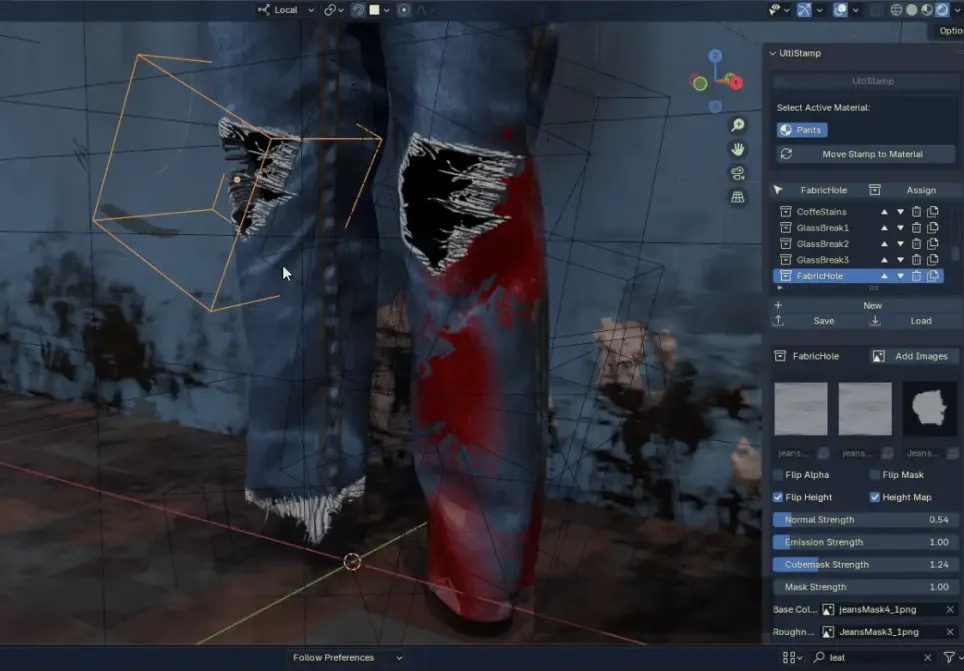 Local
Optio
UltiStamp
UltiStamp
Select Active Material:
Pants
Move Stamp to Material
FabricHole Assign
CoffeStains
GlassBreak1
GlassBreak2
GlassBreak3
FabricHole
New
Save Load
FabricHole Add Images
jeans... jeans... Jeans...
Flip Alpha Flip Mask
Flip Height Height Map
Normal Strength 0.54
Emission Strength 1.00
Cubemask Strength 1.24
Mask Strength 1.00
Base Col... jeansMask4_1png
Roughn... JeansMask3_1png
Follow Preferences leat